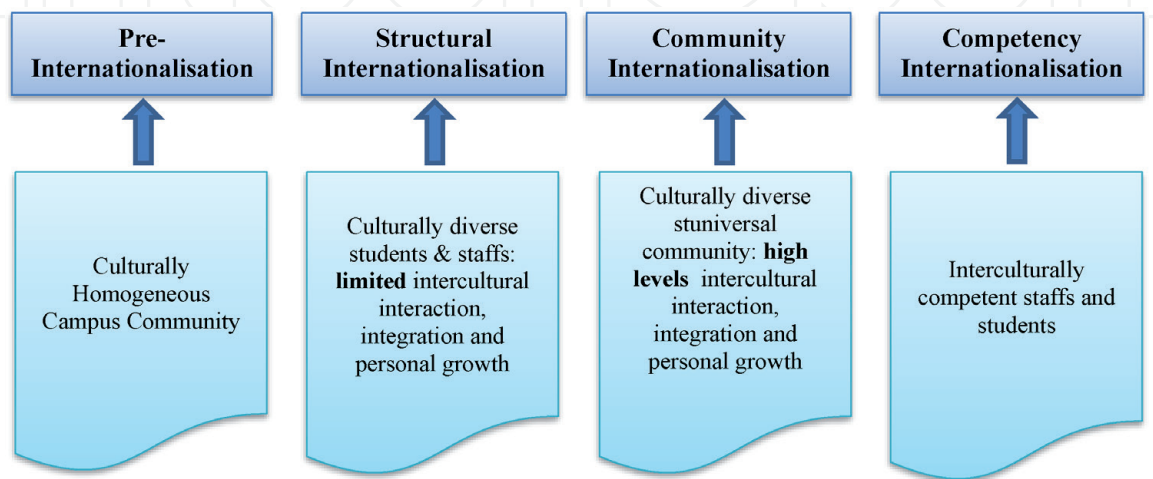 Pre-
Internationalisation
Structural
Internationalisation
Community
Internationalisation
Competency
Internationalisation
Culturally
Homogeneous
Campus Community
Culturally diverse
students & staffs:
limited intercultural
interaction,
integration and
personal growth
Culturally diverse
stuniversal
community: high
levels intercultural
interaction,
integration and
personal growth
Interculturally
competent staffs and
students